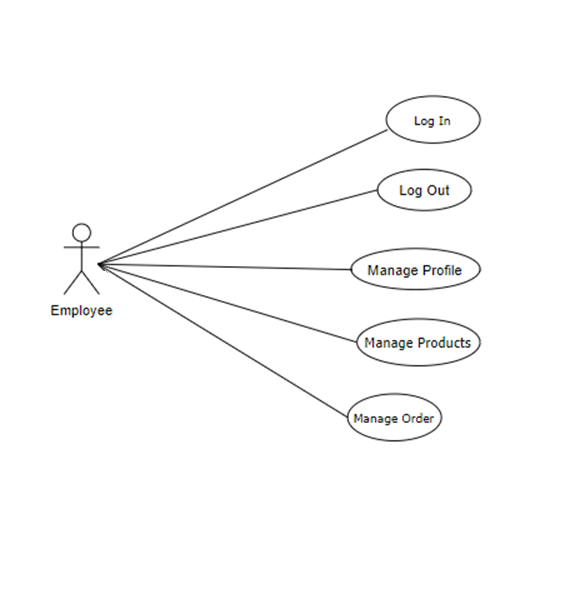 Log In
Log Out
Manage Profile
Employee
Manage Products
Manage Order